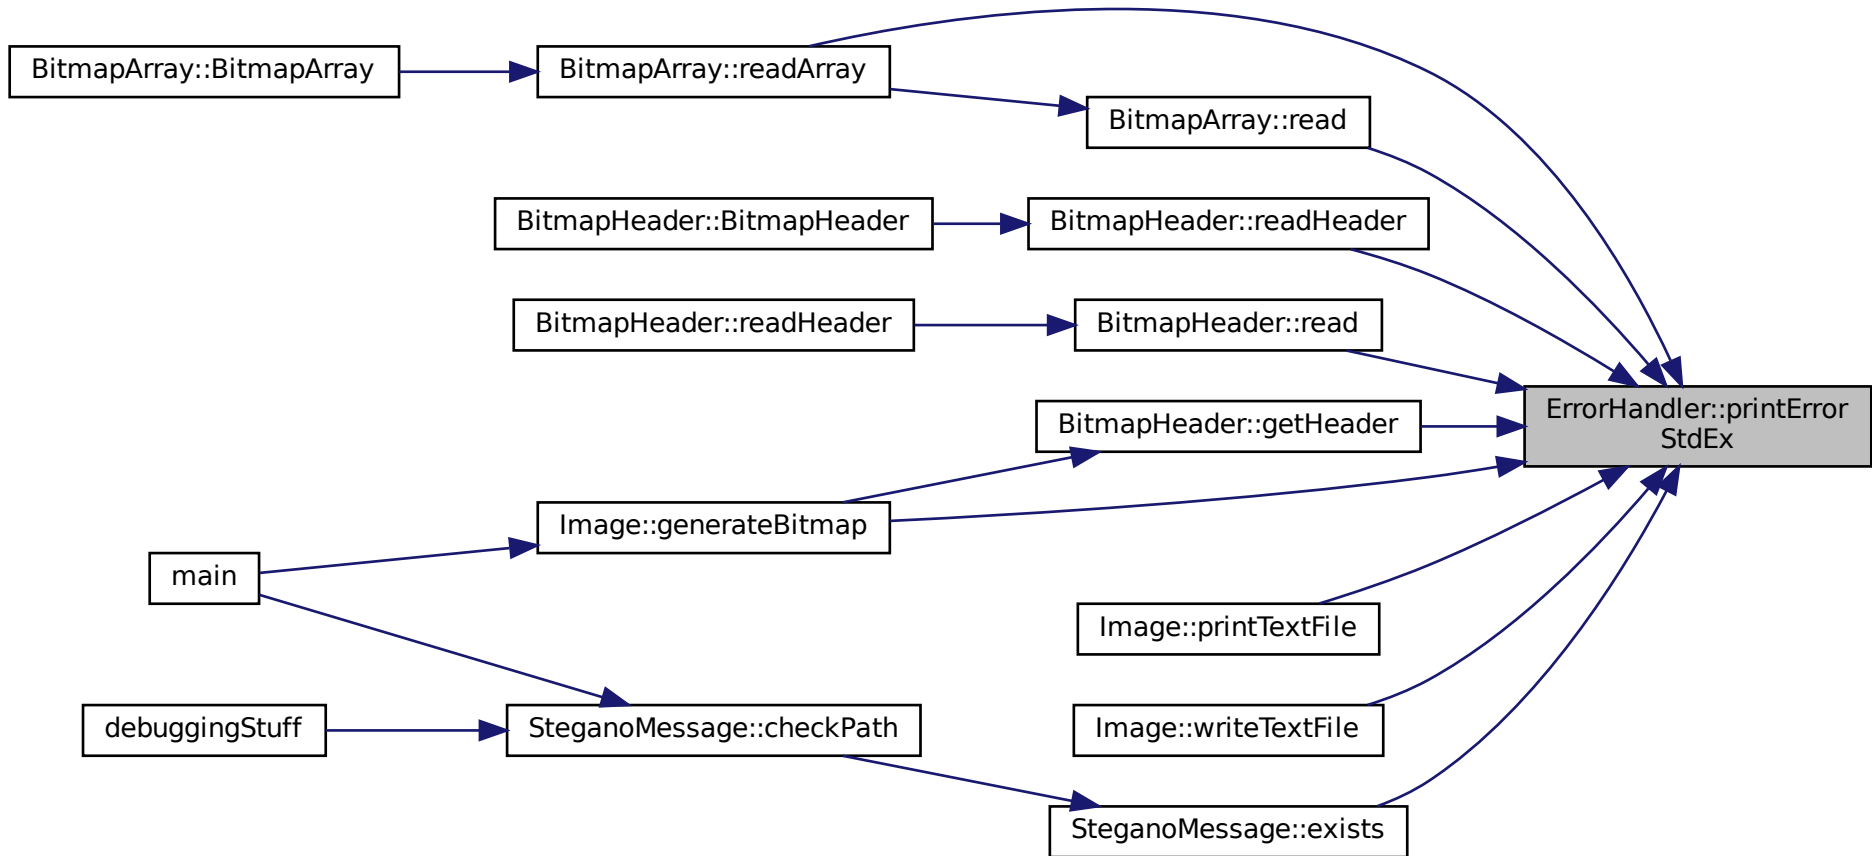 BitmapArray::BitmapArray
BitmapArray::readArray
BitmapArray::read
BitmapHeader::BitmapHeader
BitmapHeader::readHeader
BitmapHeader::readHeader
BitmapHeader::read
ErrorHandler::printError
StdEx
BitmapHeader::getHeader
Image::generateBitmap
main
Image::printTextFile
debuggingStuff
SteganoMessage::checkPath
Image::writeTextFile
SteganoMessage::exists